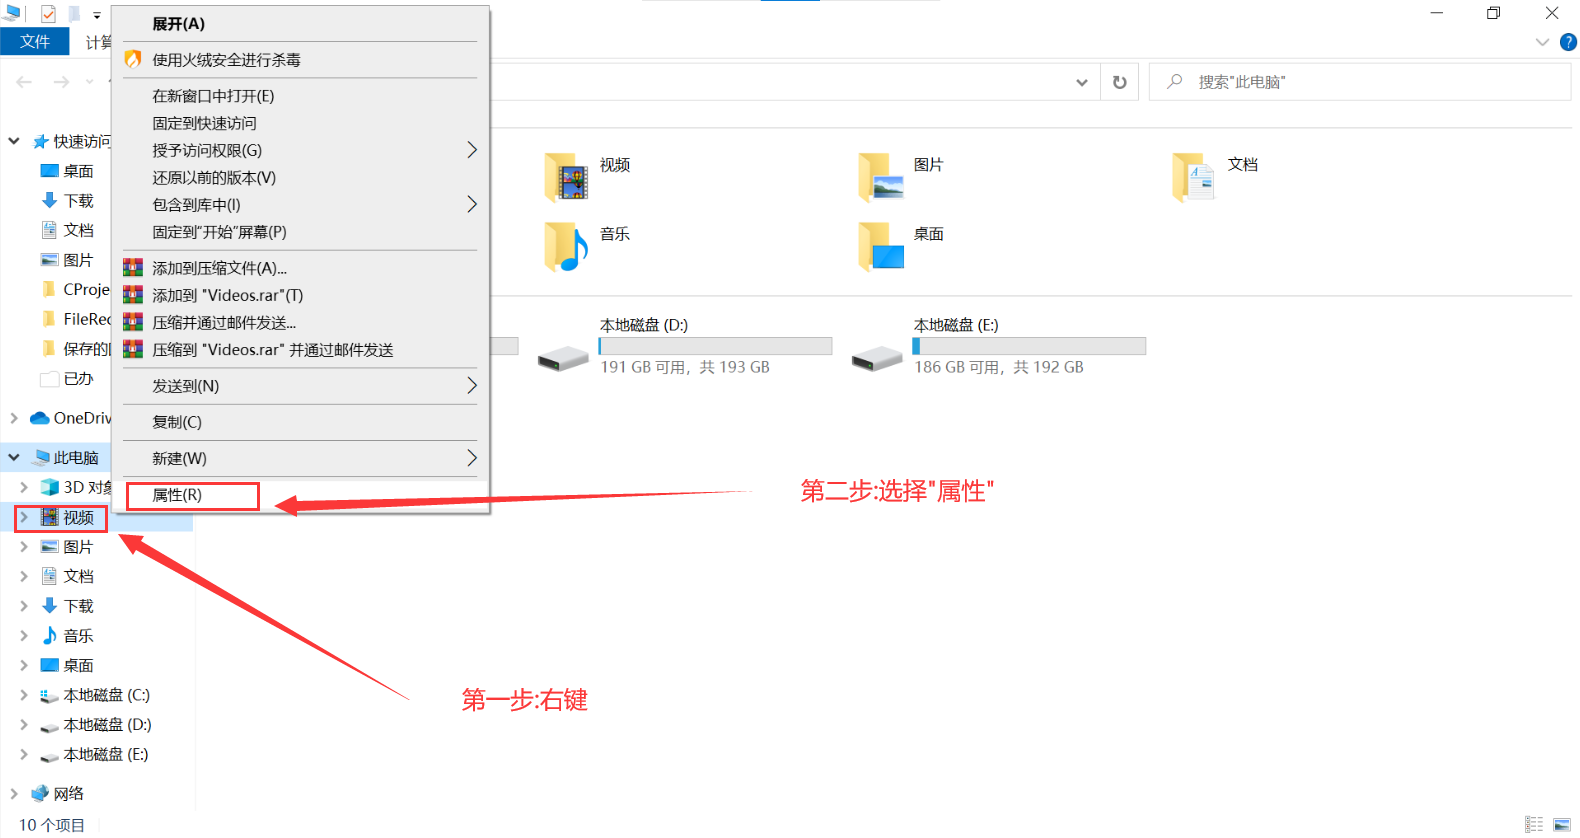 文件
计算
搜索"此电脑"
展开(A)
使用火绒安全进行杀毒
在新窗口中打开(E)
固定到快速访问
授予访问权限(G)
还原以前的版本(V)
包含到库中(I)
固定到"开始"屏幕(P)
添加到压缩文件(A)...
添加到 "Videos.rar"(T)
压缩并通过邮件发送...
压缩到 "Videos.rar" 并通过邮件发送
发送到(N)
复制(C)
新建(W)
属性(R)
快速访问
桌面
下载
文档
图片
CProje
FileRec
保存的
已办
OneDriv
此电脑
3D 对象
视频
图片
文档
下载
音乐
桌面
本地磁盘 (C:)
本地磁盘 (D:)
本地磁盘 (E:)
网络
10 个项目
视频
图片
文档
音乐
桌面
本地磁盘 (D:)
191 GB 可用，共 193 GB
本地磁盘 (E:)
186 GB 可用，共 192 GB
第二步:选择"属性"
第一步:右键